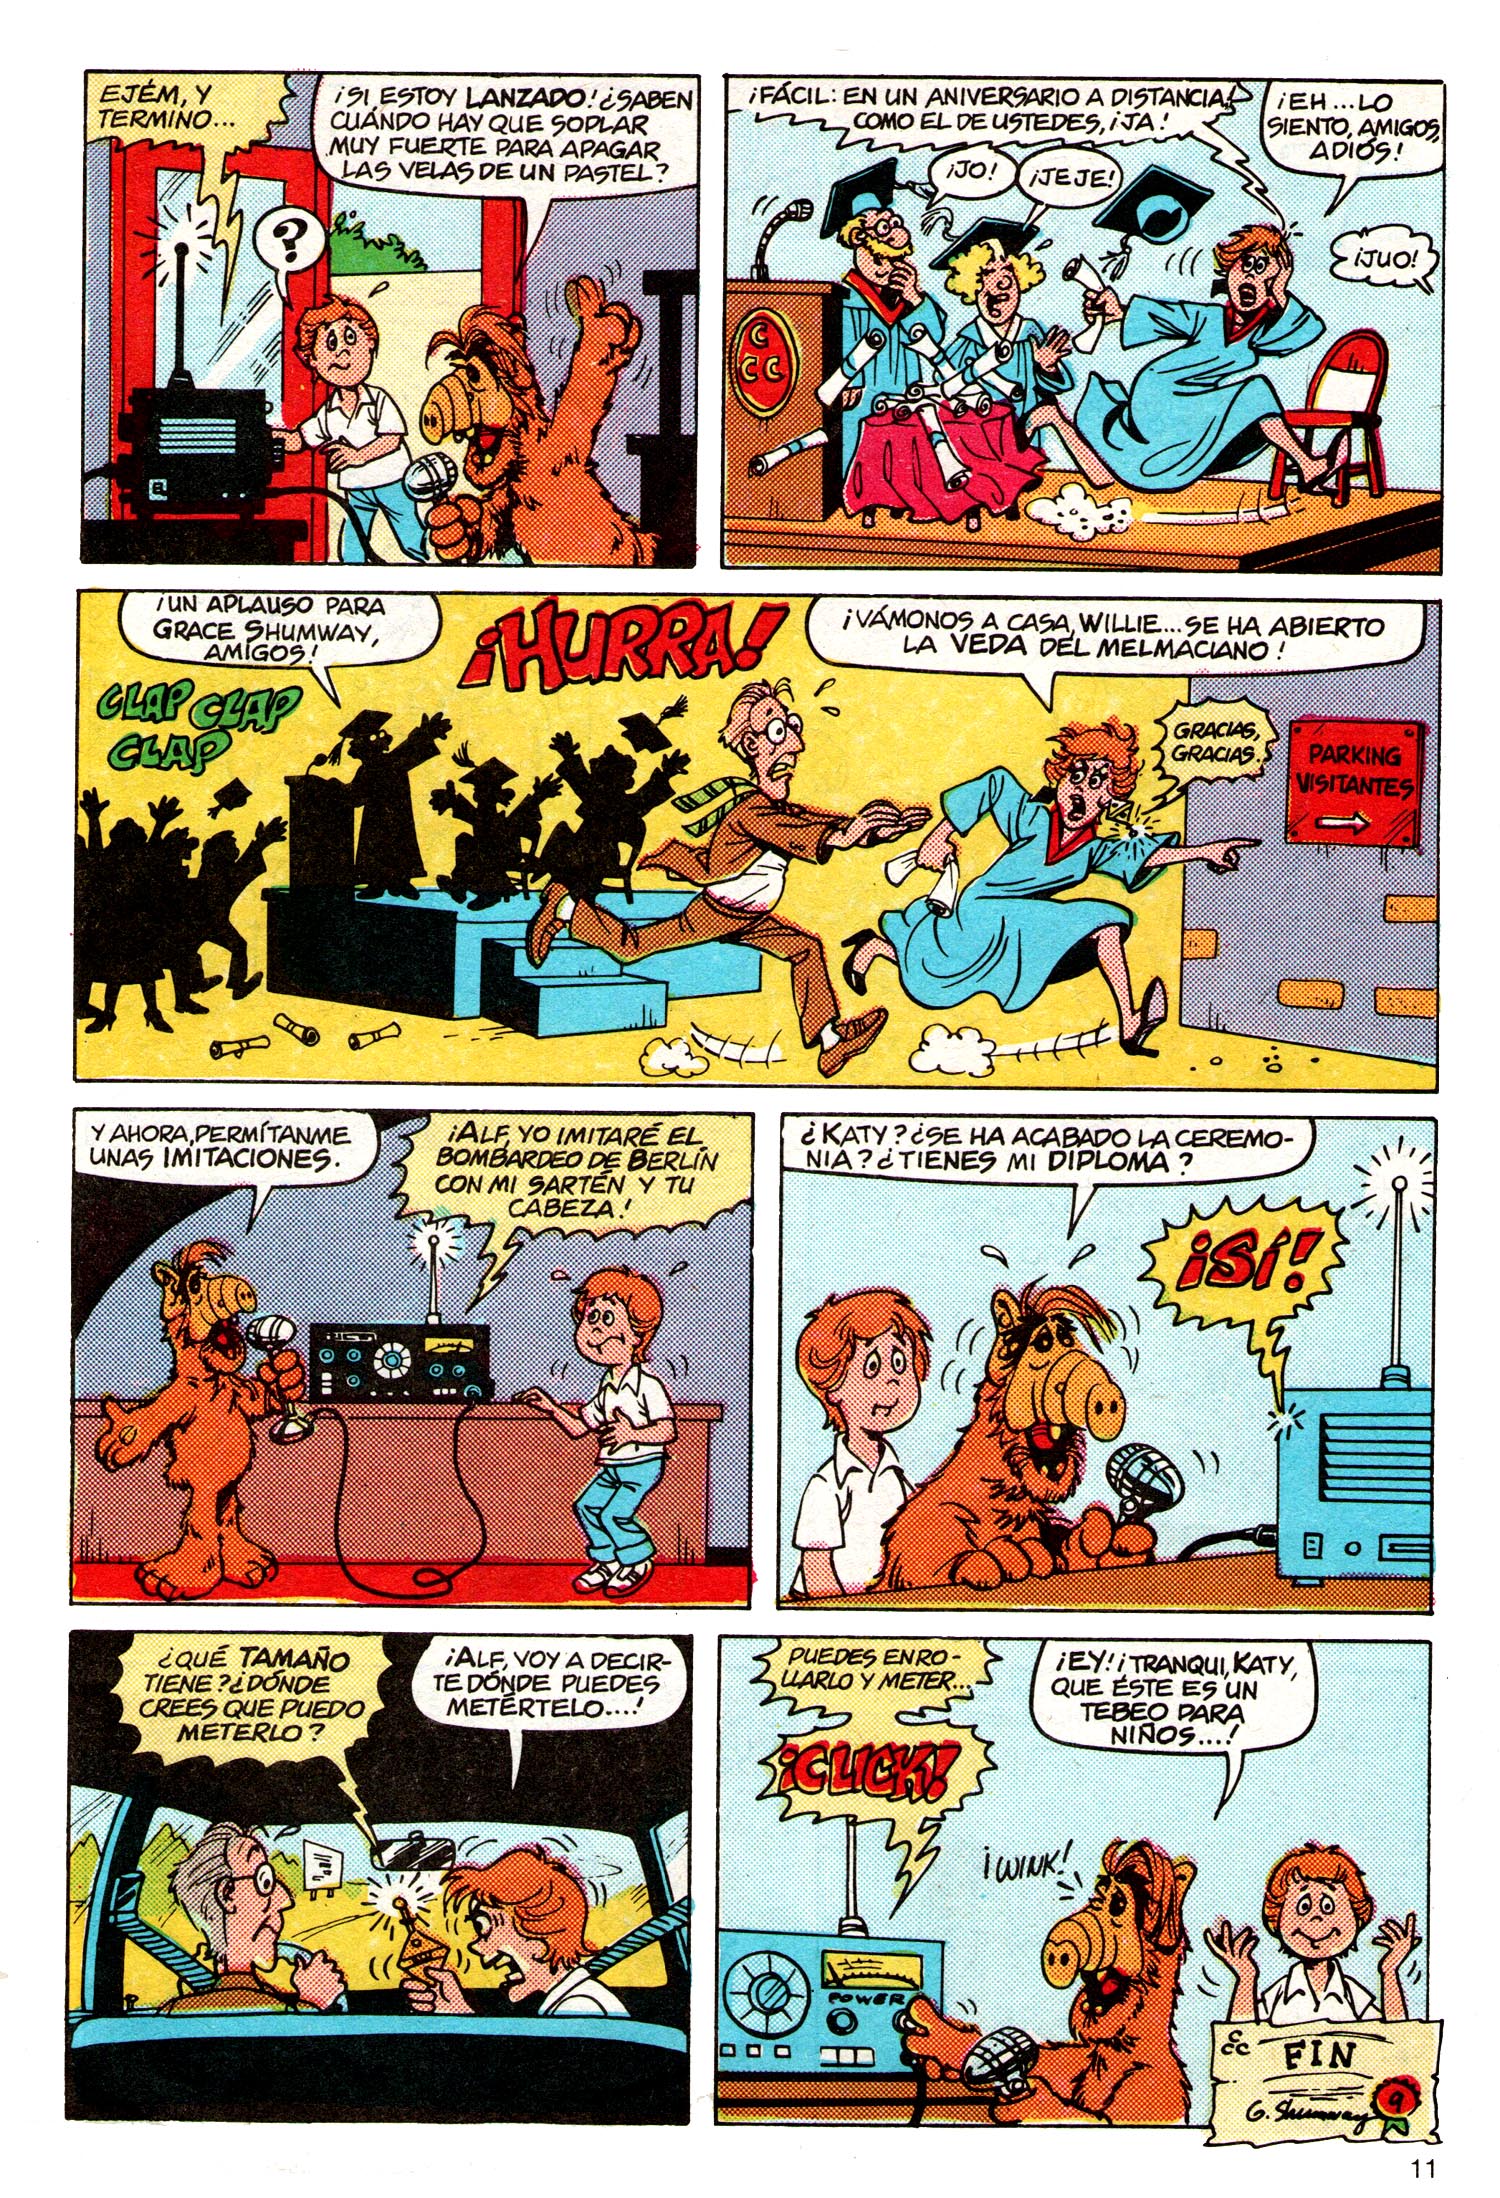 EJÉM, Y
TERMINO...
¡SI, ESTOY LANZADO! ¿SABEN
CUÁNDO HAY QUE SOPLAR
MUY FUERTE PARA APAGAR
LAS VELAS DE UN PASTEL?
?
¡FÁCIL: EN UN ANIVERSARIO A DISTANCIA!
COMO EL DE USTEDES, ¡JA!
¡JO!
¡JEJE!
¡EH...LO
SIENTO, AMIGOS,
ADIÓS!
¡JUO!
C
CC
¡UN APLAUSO PARA
GRACE SHUMWAY,
AMIGOS!
¡HURRA!
CLAP CLAP
CLAP
¡VÁMONOS A CASA, WILLIE...SE HA ABIERTO
LA VEDA DEL MELMACIANO!
GRACIAS,
GRACIAS.
PARKING
VISITANTES
Y AHORA, PERMÍTANME
UNAS IMITACIONES.
¡ALF, YO IMITARÉ EL
BOMBARDEO DE BERLÍN
CON MI SARTÉN Y TU
CABEZA!
¿KATY? ¿SE HA ACABADO LA CEREMO-
NIA? ¿TIENES MI DIPLOMA?
¡SÍ!
¿QUÉ TAMAÑO
TIENE? ¿DÓNDE
CREES QUE PUEDO
METERLO?
¡ALF, VOY A DECIR-
TE DÓNDE PUEDES
METÉRTELO....!
PUEDES ENRO-
LLARLO Y METER...
¡CLICK!
¡EY! ¡TRANQUI, KATY,
QUE ÉSTE ES UN
TEBEO PARA
NIÑOS....!
¡WINK!
POWER
C
CC
FIN
G. Shumway
9
11